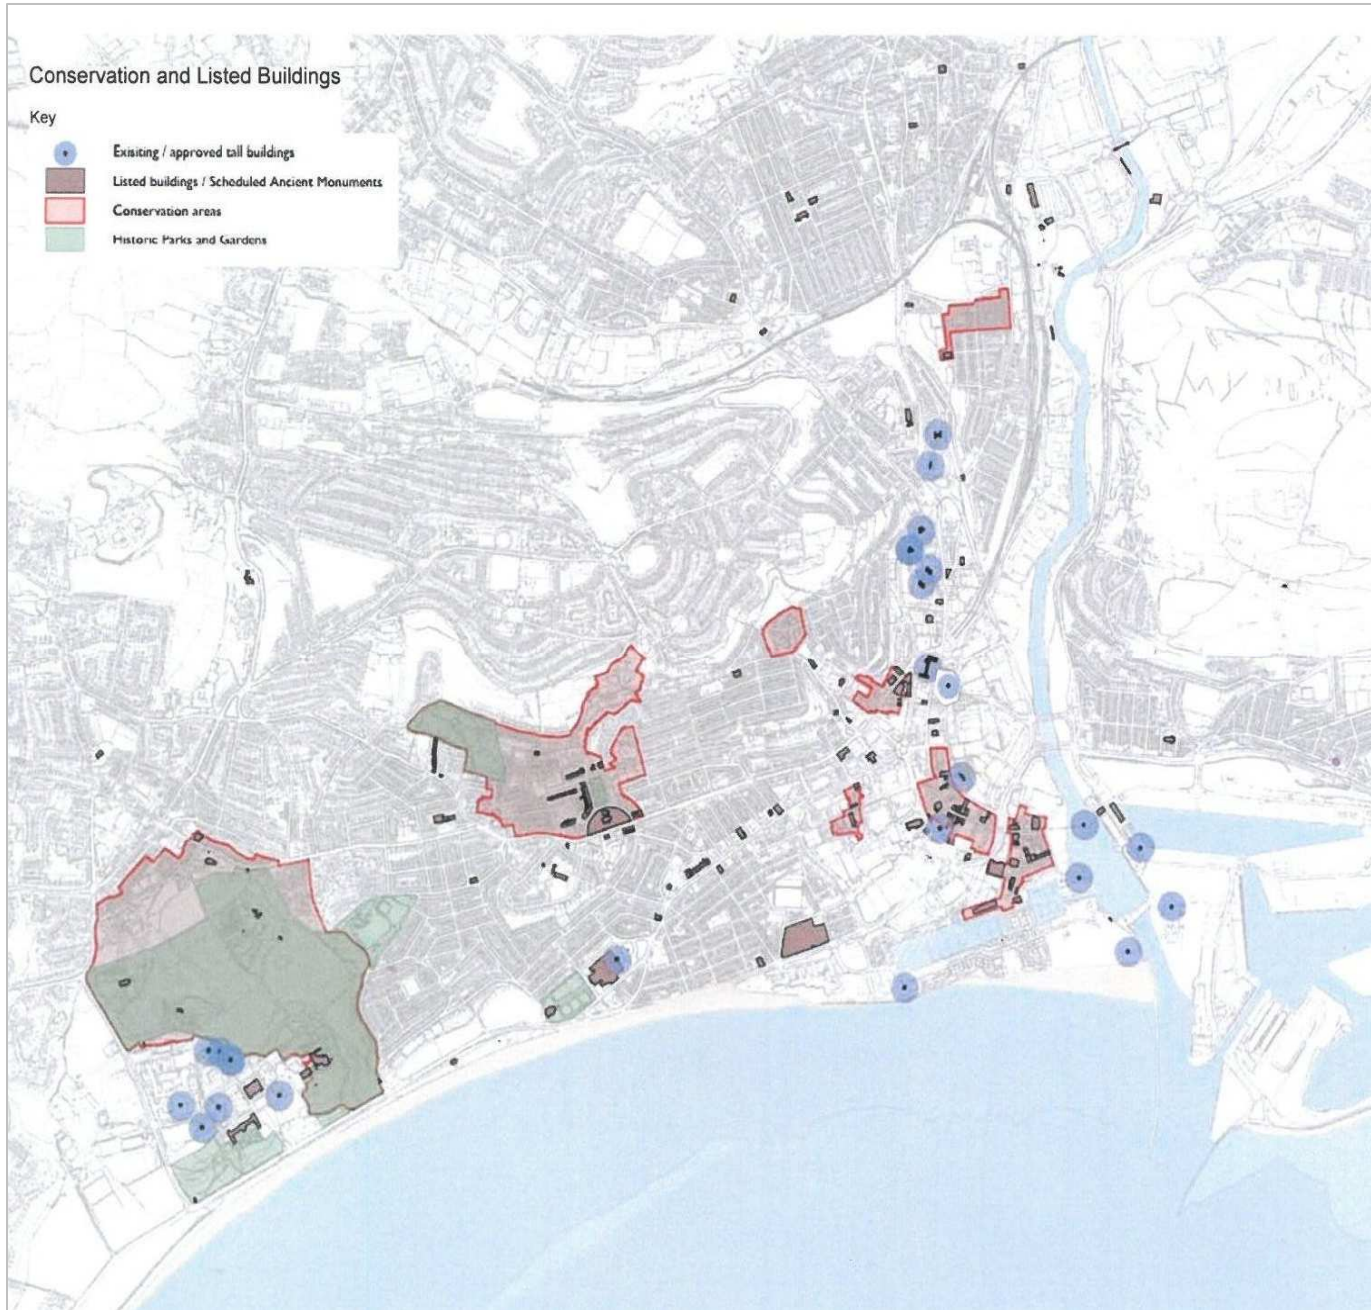 Conservation and Listed Buildings
Key
Exisiting / approved tall buildings
Listed buildings / Scheduled Ancient Monuments
Conservation areas
Historic Parks and Gardens